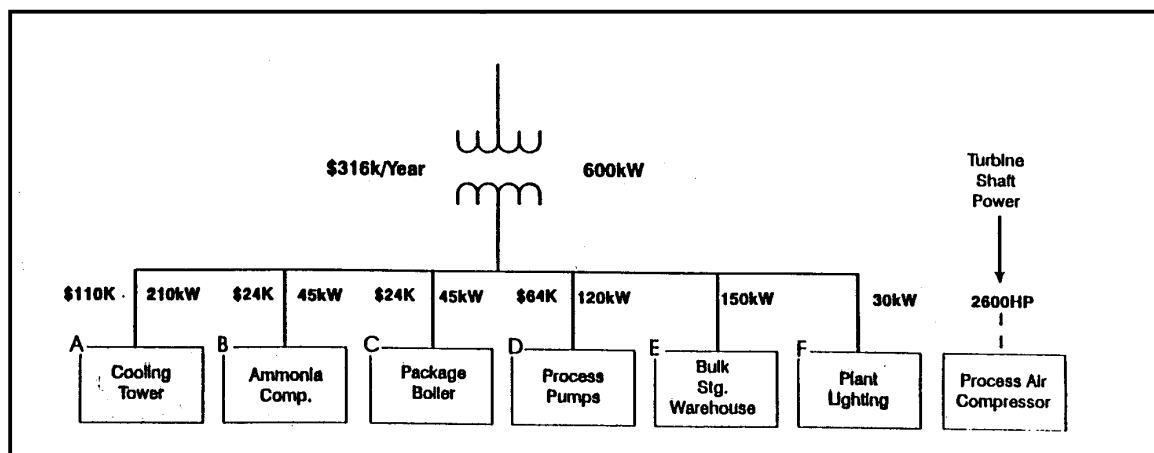 $316k/Year
600kW
Turbine
Shaft
Power
$110K
210kW
$24K
45kW
$24K
45kW
$64K
120kW
150kW
30kW
2600HP
A
Cooling
Tower
B
Ammonia
Comp.
C
Package
Boiler
D
Process
Pumps
E
Bulk
Stg.
Warehouse
F
Plant
Lighting
Process Air
Compressor